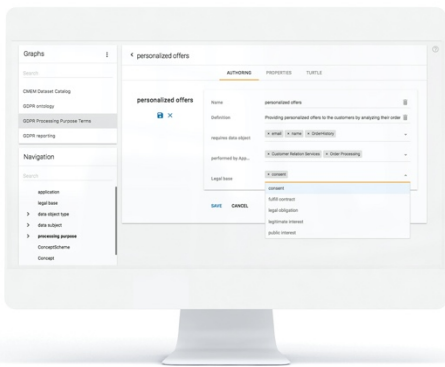 Graphs
Search
CMEM Dataset Catalog
GDPR ontology
GDPR Processing Purpose Terms
GDPR reporting
Navigation
Search
application
legal base
data object type
data subject
processing purpose
ConceptScheme
Concept
personalized offers
AUTHORING PROPERTIES TURTLE
personalized offers
Name personalized offers
Definition Providing personalized offers to the customers by analyzing their order
requires data object × email × name × OrderHistory
performed by App... × Customer Relation Services × Order Processing
Legal base × consent
consent
fulfill contract
legal obligation
legitimate interest
public interest
SAVE CANCEL